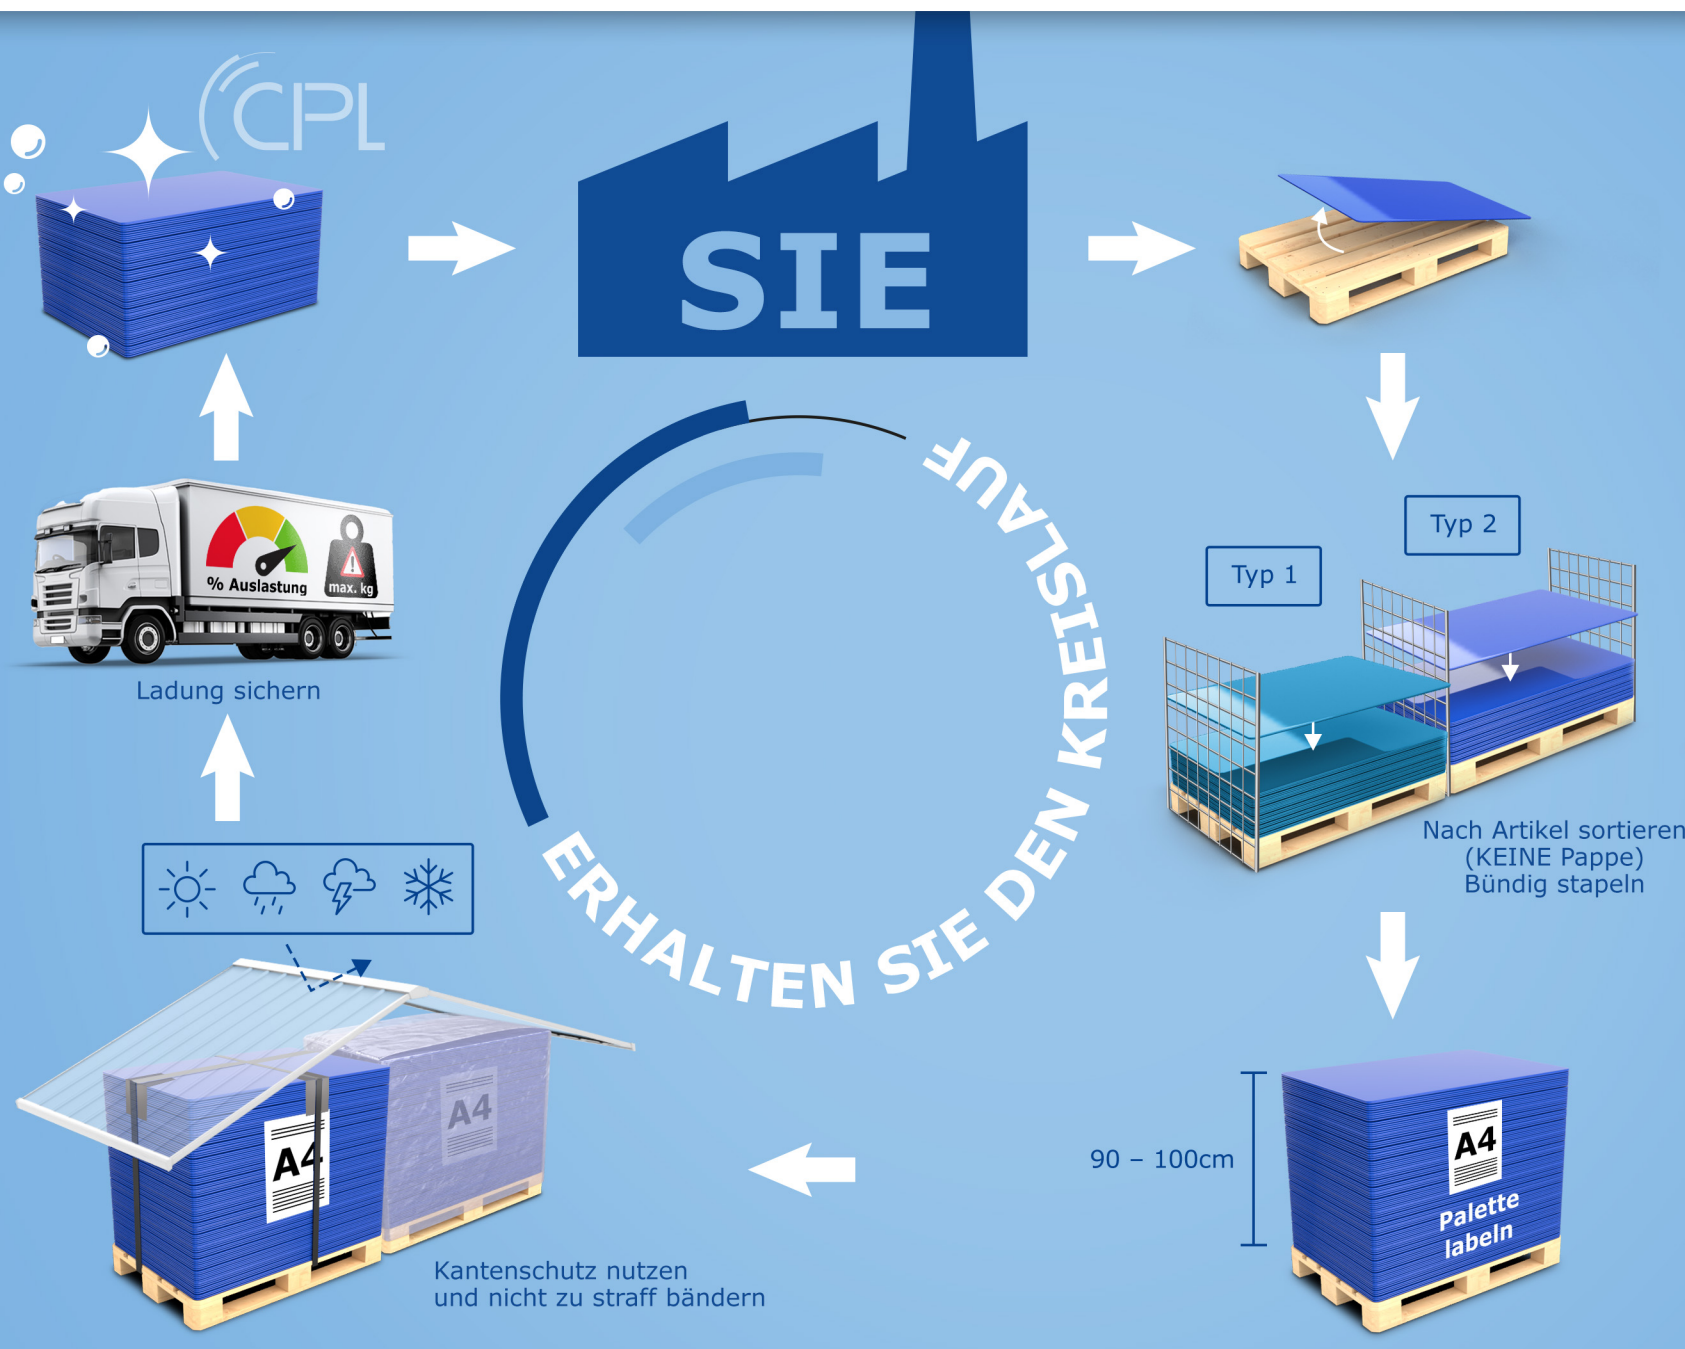 CPL
SIE
ERHALTEN SIE DEN KREISLAUF
Typ 2
Typ 1
% Auslastung
max. kg
Ladung sichern
Nach Artikel sortieren
(KEINE Pappe)
Bündig stapeln
90 – 100cm
A4
Palette
labeln
A4
A4
Kantenschutz nutzen
und nicht zu straff bändern